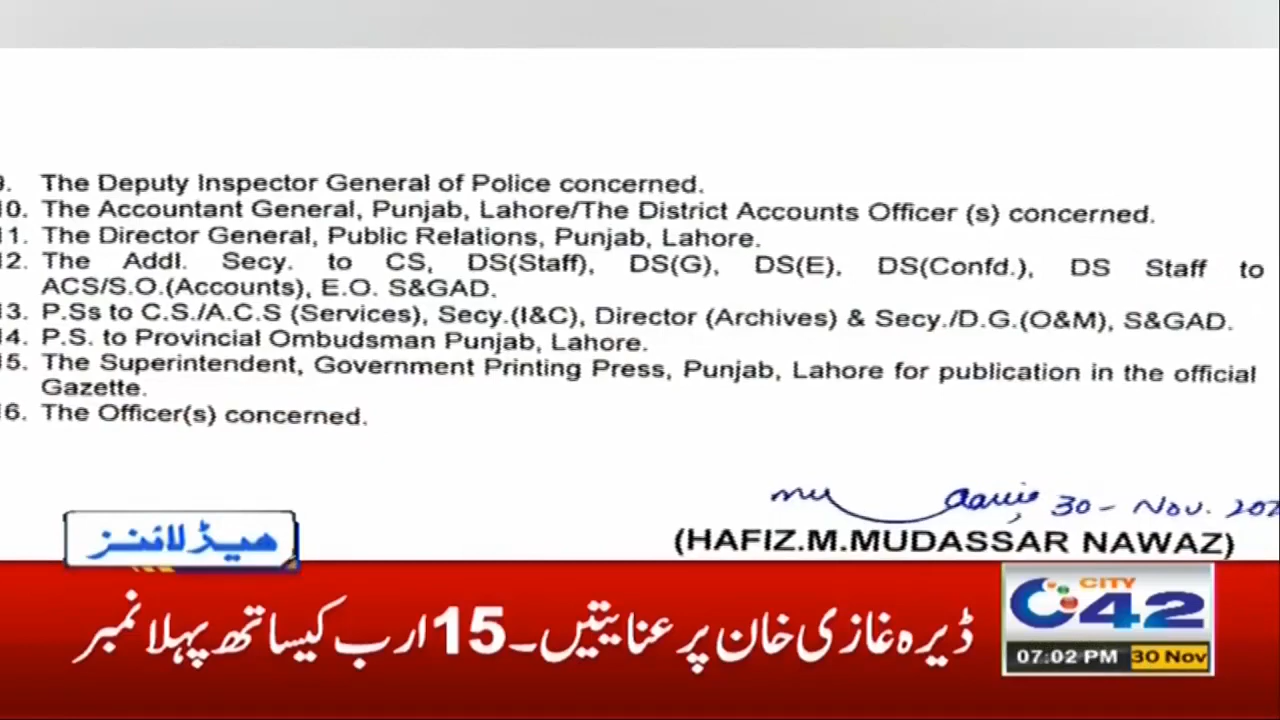 9. The Deputy Inspector General of Police concerned.
10. The Accountant General, Punjab, Lahore/The District Accounts Officer (s) concerned.
11. The Director General, Public Relations, Punjab, Lahore.
12. The Addl. Secy. to CS, DS(Staff), DS(G), DS(E), DS(Confd.), DS Staff to
ACS/S.O.(Accounts), E.O. S&GAD.
13. P.Ss to C.S./A.C.S (Services), Secy.(I&C), Director (Archives) & Secy./D.G.(O&M), S&GAD.
14. P.S. to Provincial Ombudsman Punjab, Lahore.
15. The Superintendent, Government Printing Press, Punjab, Lahore for publication in the official
Gazette.
16. The Officer(s) concerned.
30- Nov. 202
(HAFIZ.M.MUDASSAR NAWAZ)
ہیڈلائنز
ڈیرہ غازی خان پر عنایتیں۔15 ارب کیساتھ پہلا نمبر
CITY
42
07:02 PM 30 Nov